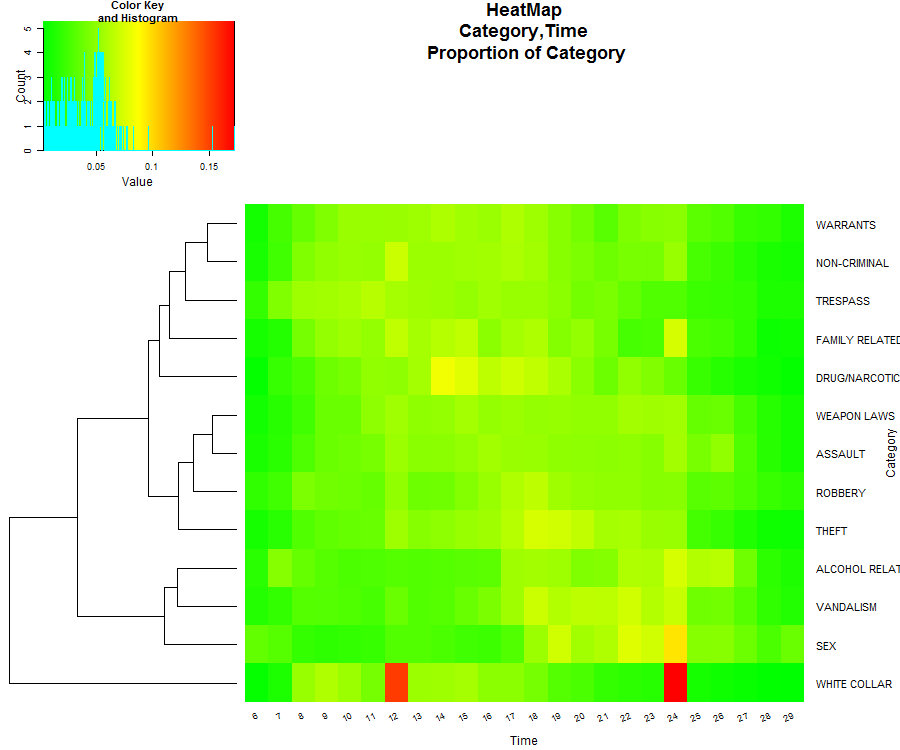 Color Key
and Histogram
HeatMap
Category,Time
Proportion of Category
Count
0 1 2 3 4 5
0.05 0.1 0.15
Value
WARRANTS
NON-CRIMINAL
TRESPASS
FAMILY RELATED
DRUG/NARCOTIC
WEAPON LAWS
ASSAULT
ROBBERY
THEFT
ALCOHOL RELAT
VANDALISM
SEX
WHITE COLLAR
Category
6 7 8 9 10 11 12 13 14 15 16 17 18 19 20 21 22 23 24 25 26 27 28 29
Time